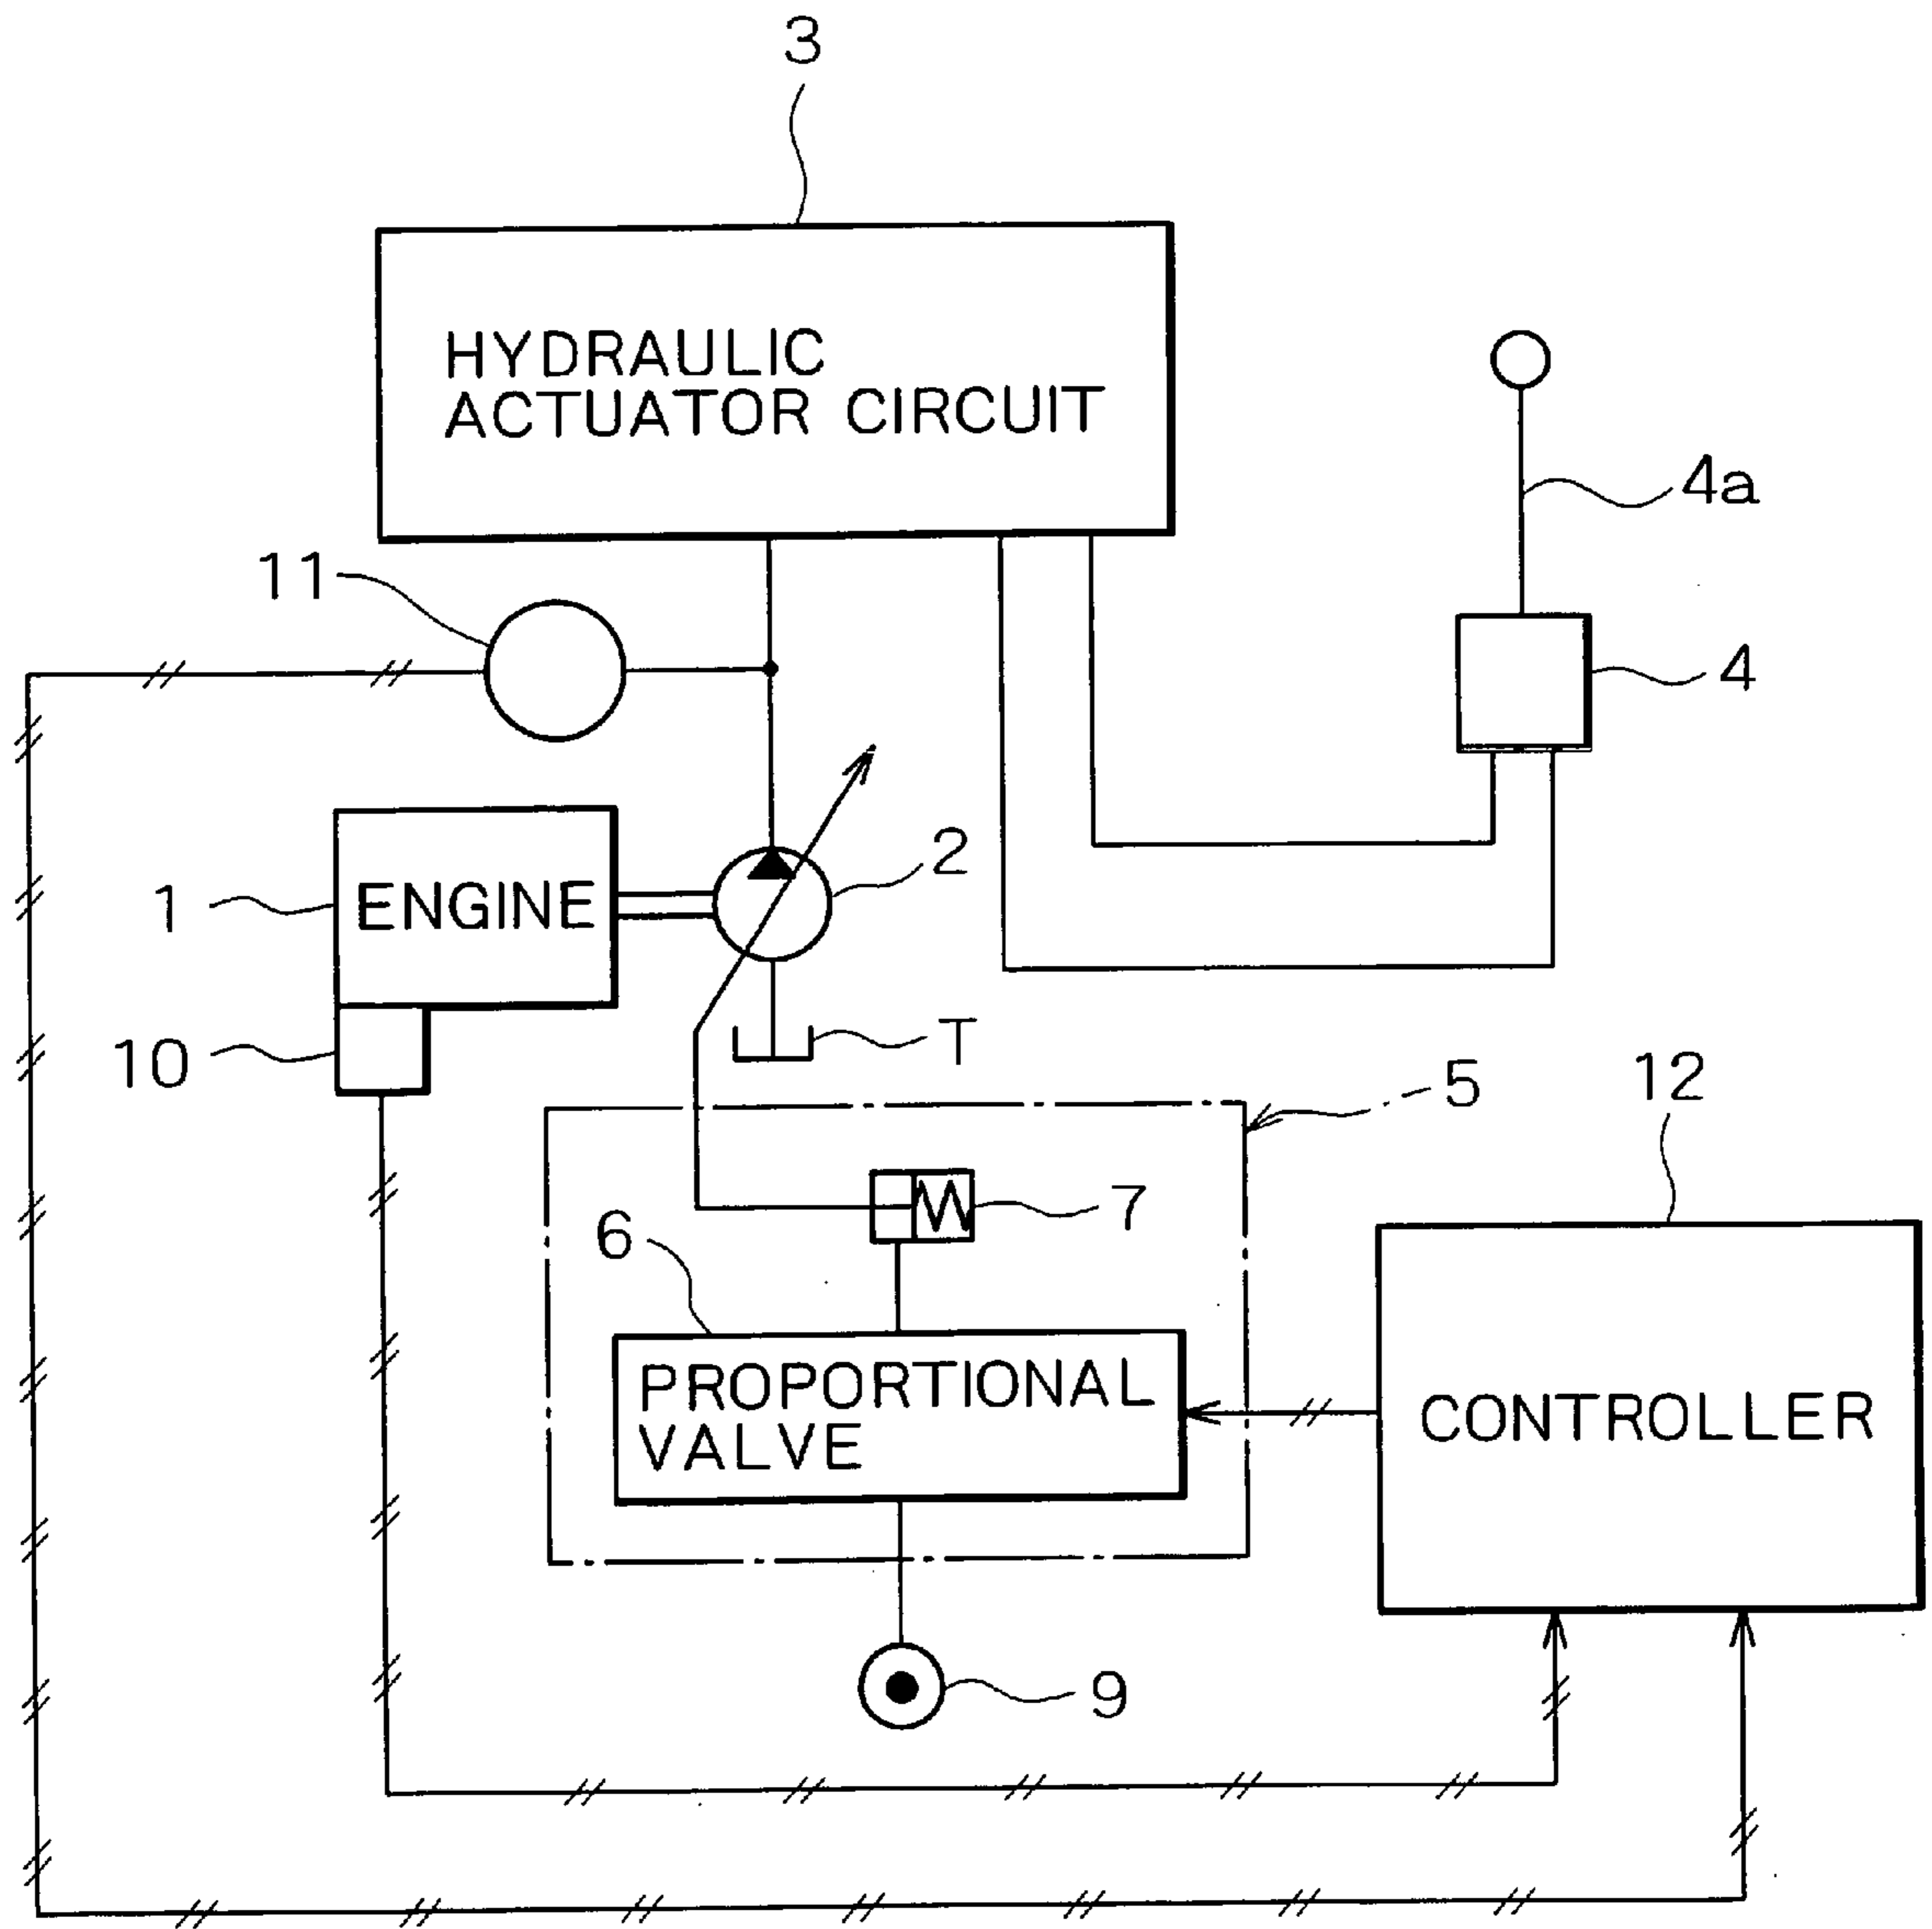 3
HYDRAULIC
ACTUATOR CIRCUIT
4a
11
4
2
1
ENGINE
T
10
5
12
7
6
PROPORTIONAL
VALVE
CONTROLLER
9